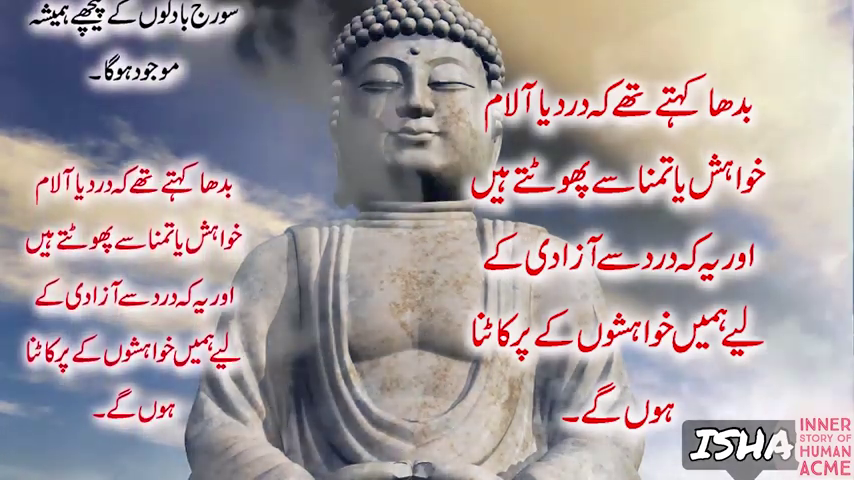 سورج بادلوں کے پیچھے ہمیشہ
موجود ہوگا۔
بدھا کہتے تھے کہ درد یا آلام
خواہش یا تمنا سے پھوٹتے ہیں
اور یہ کہ درد سے آزادی کے
لیے ہمیں خواہشوں کے پر کاٹنا
ہوں گے۔
بدھا کہتے تھے کہ درد یا آلام
خواہش یا تمنا سے پھوٹتے ہیں
اور یہ کہ درد سے آزادی کے
لیے ہمیں خواہشوں کے پر کاٹنا
ہوں گے۔
ISHA
INNER
STORY OF
HUMAN
ACME